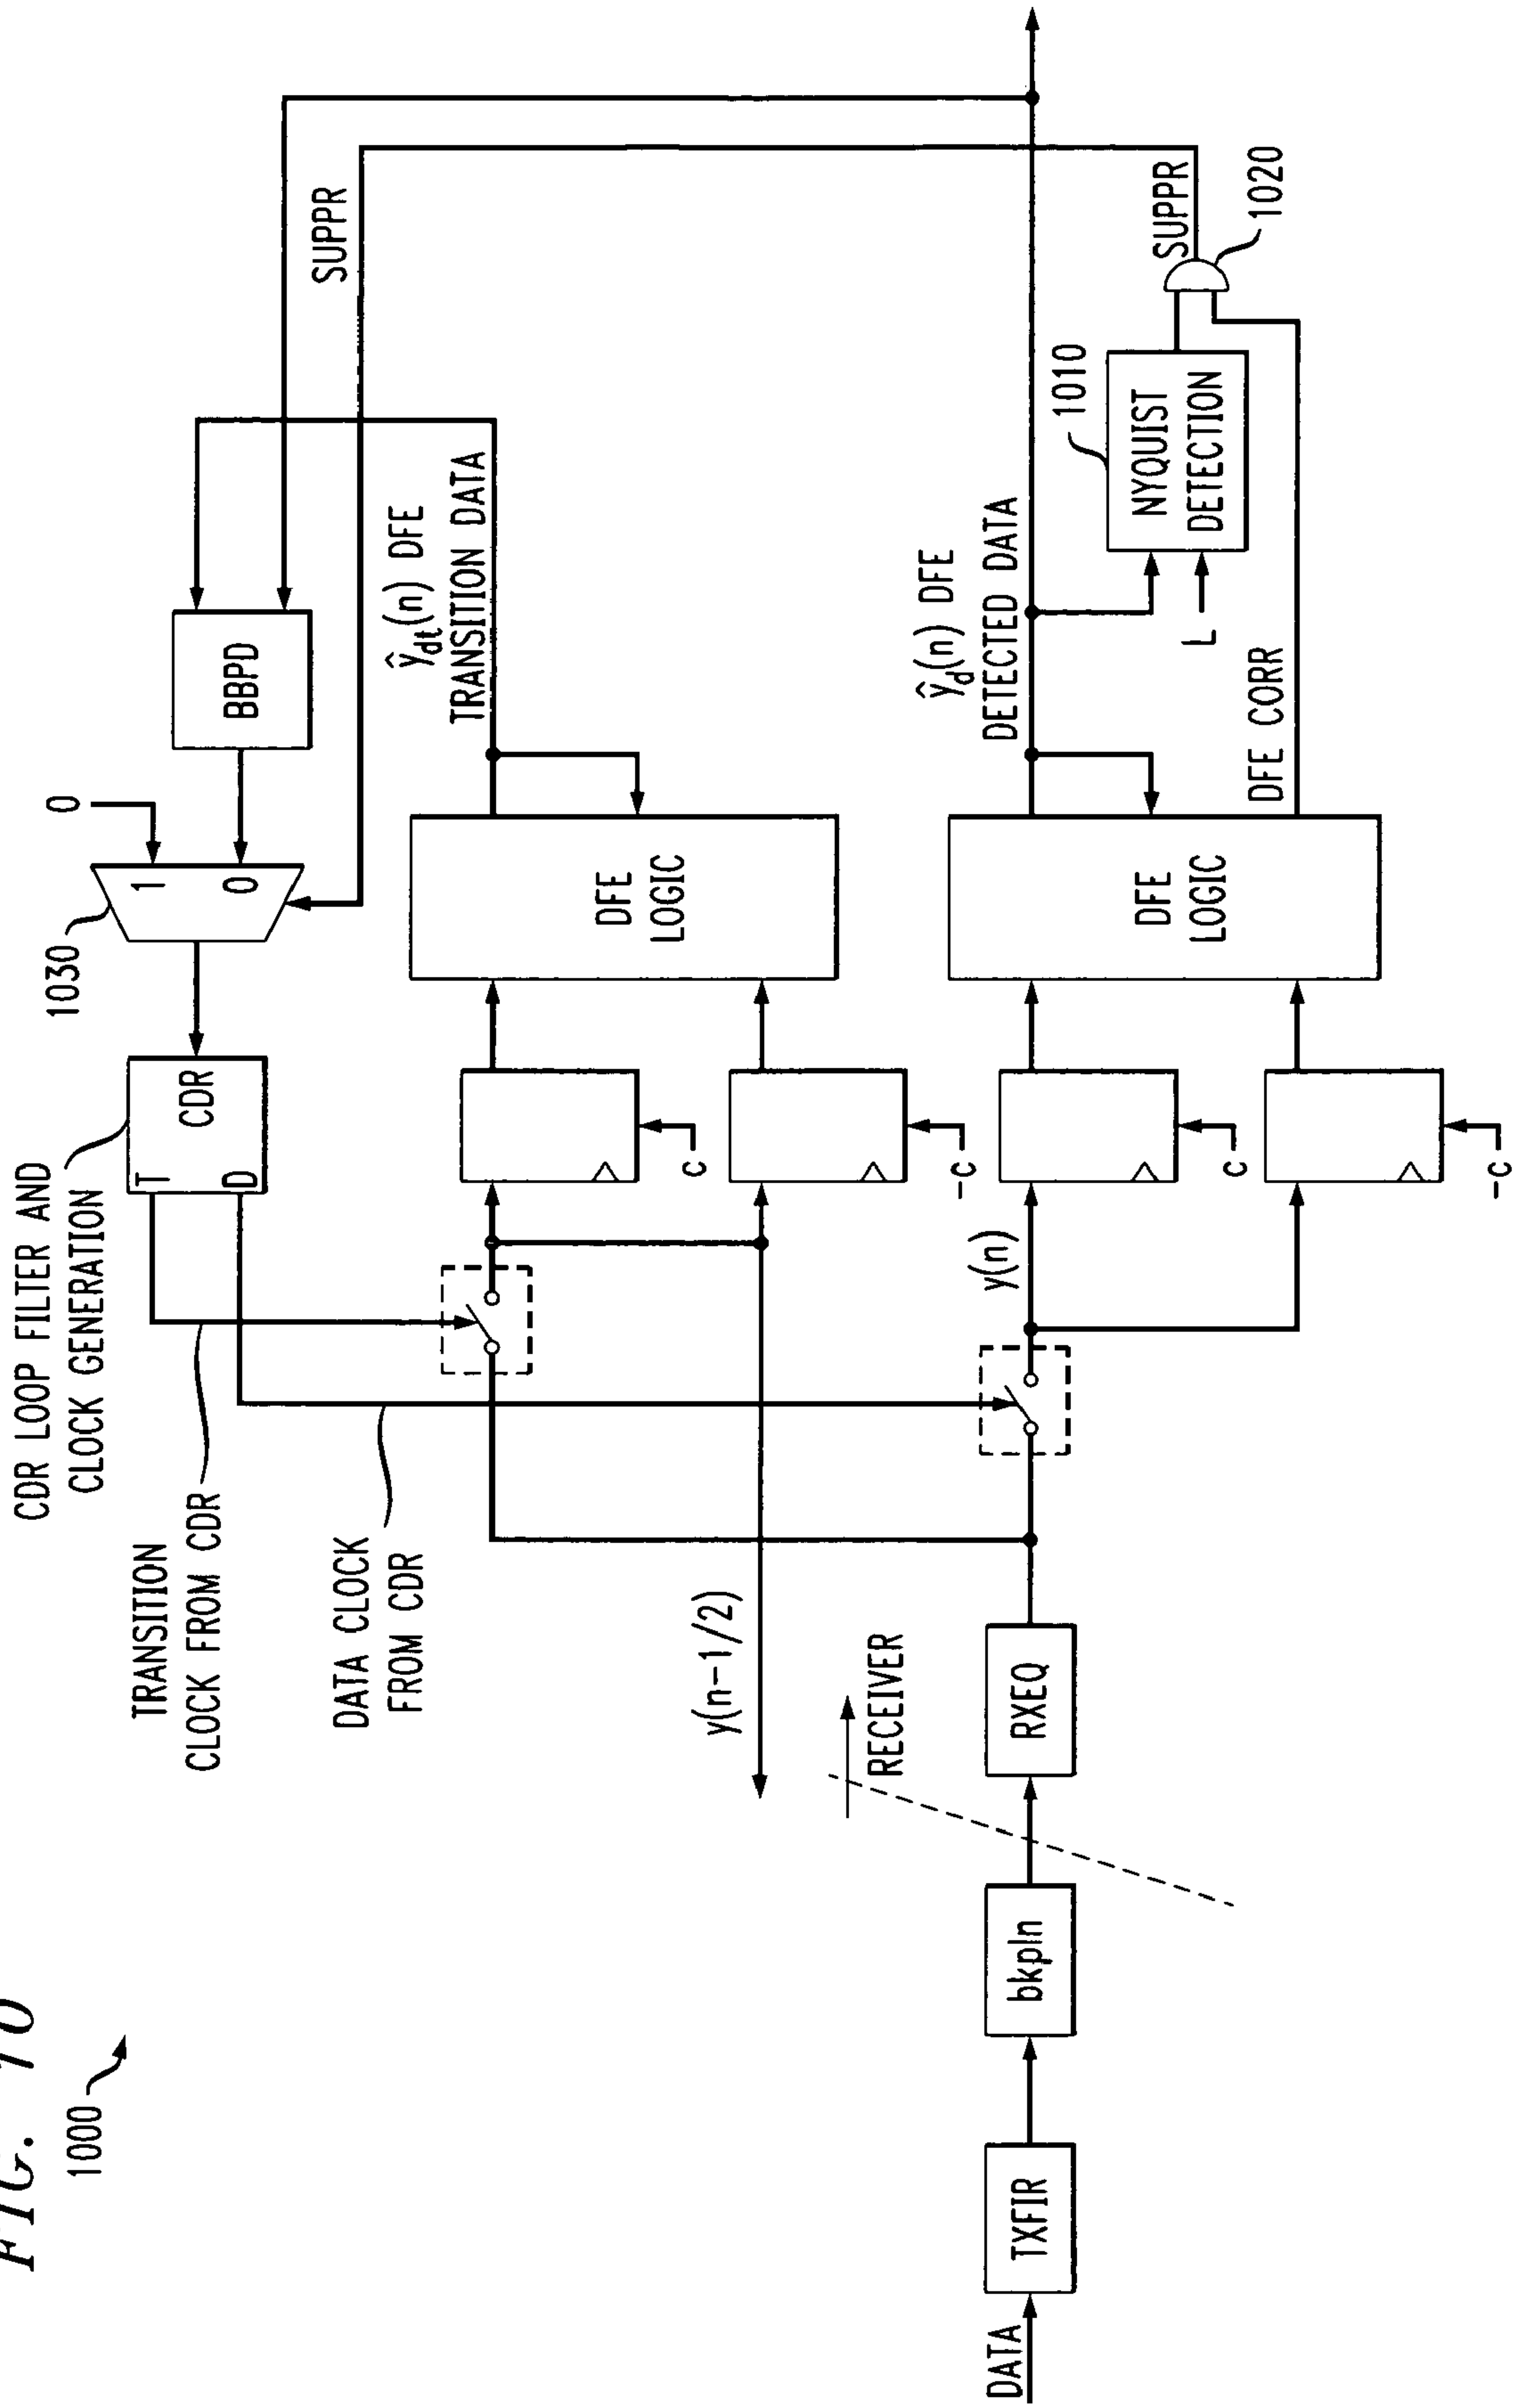 FIG. 10
1000
CDR LOOP FILTER AND
CLOCK GENERATION
TRANSITION
CLOCK FROM CDR
DATA CLOCK
FROM CDR
T
D
CDR
1030
1
0
0
BBPD
SUPPR
y(n-1/2)
c
-c
DFE
LOGIC
ŷdt(n) DFE
TRANSITION DATA
RECEIVER
DATA
TXFIR
bkpln
RXEQ
y(n)
c
-c
DFE
LOGIC
ŷd(n) DFE
DETECTED DATA
DFE CORR
L
1010
NYQUIST
DETECTION
SUPPR
1020